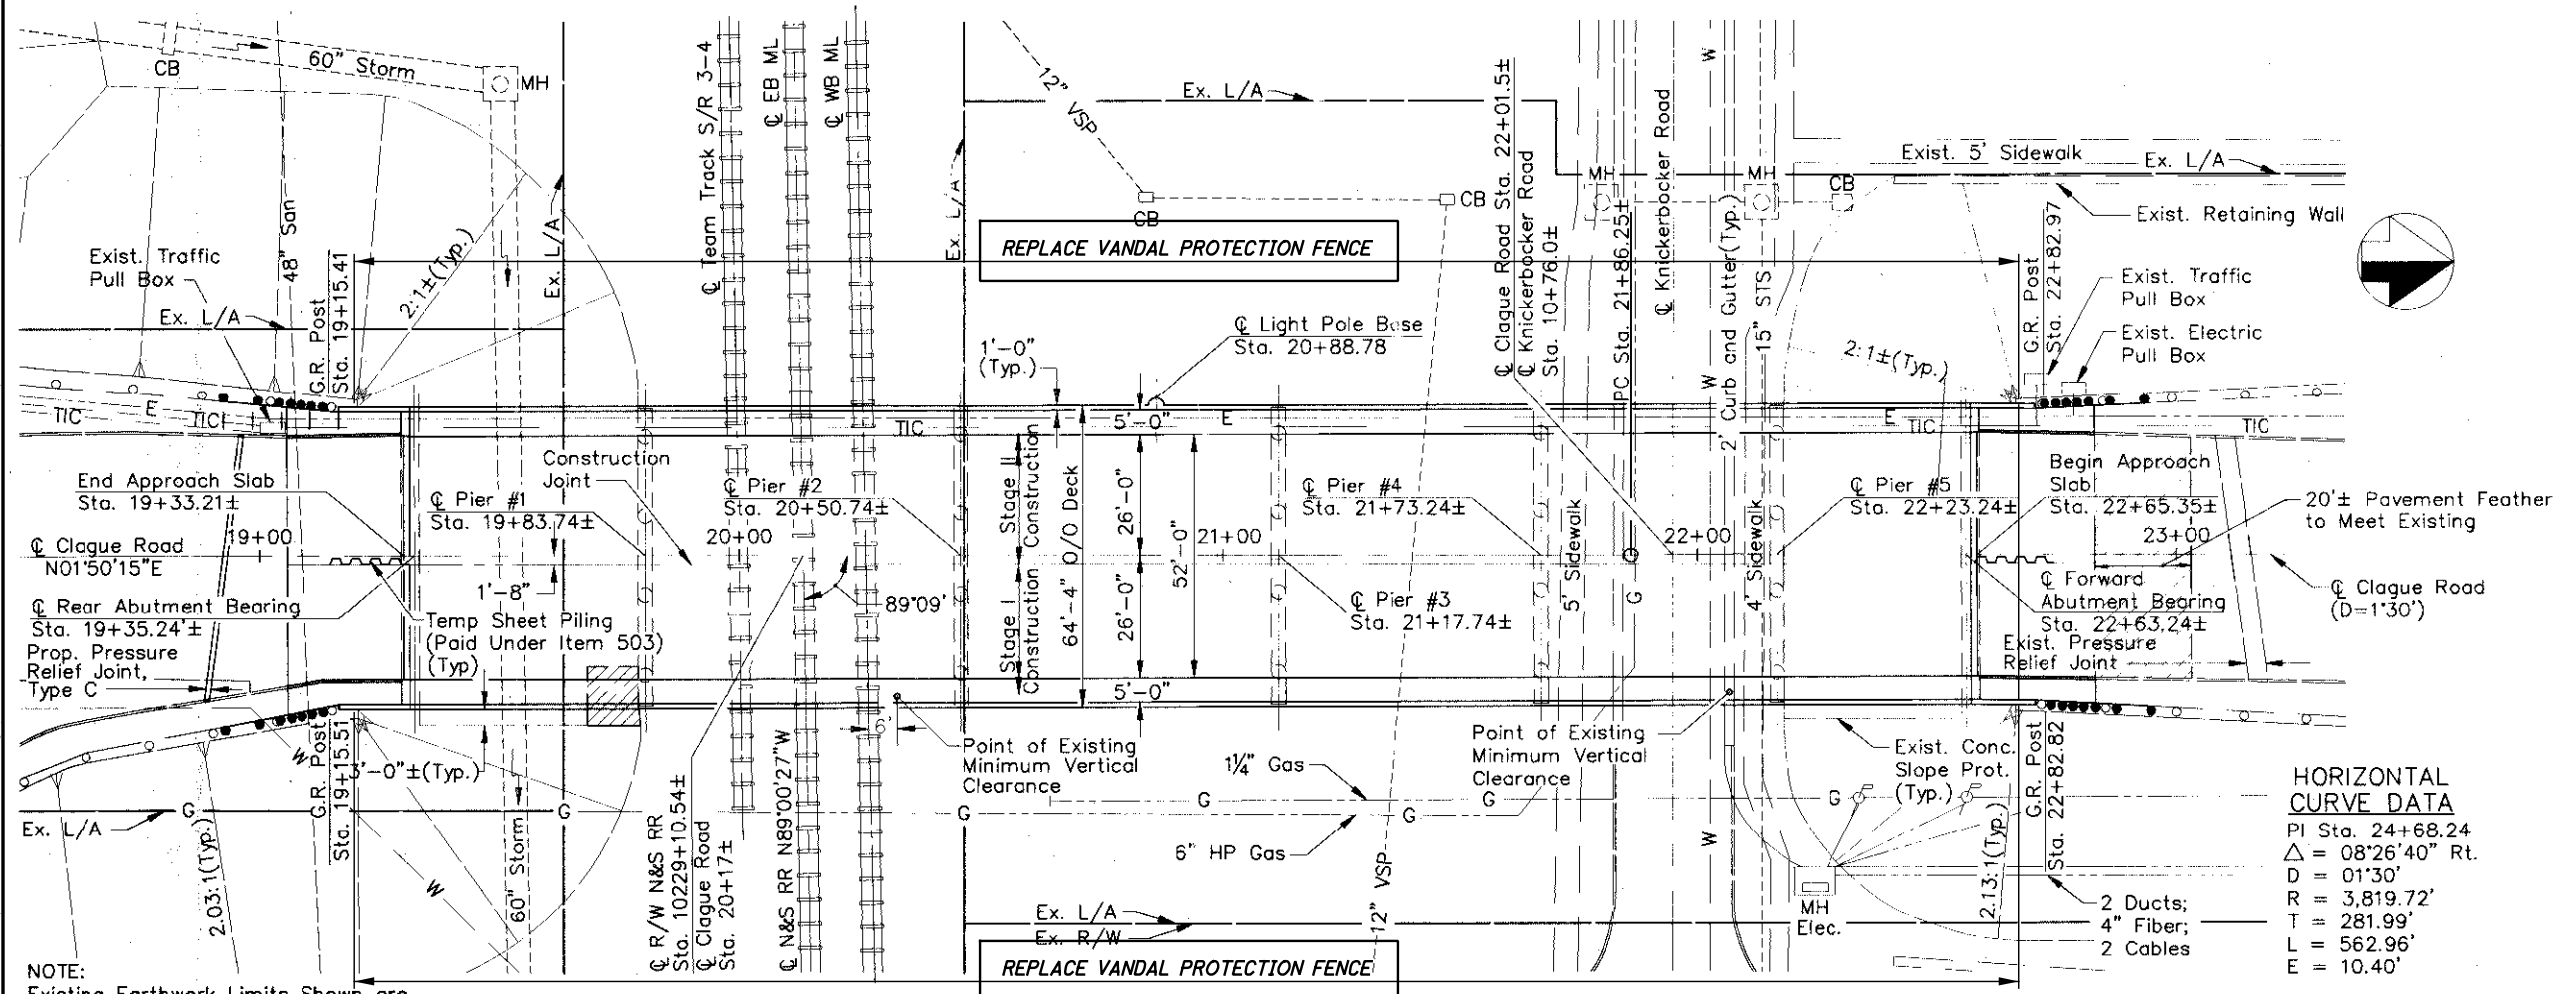 60" Storm
CB
MH
48" San
Exist. Traffic
Pull Box
Ex. L/A
G.R. Post
Sta. 19+15.41
2:1±(Typ.)
Ex. L/A
℄ Team Track S/R 3-4
℄ EB ML
℄ WB ML
Ex. L/A
12" VSP
Ex. L/A
CB
CB
REPLACE VANDAL PROTECTION FENCE
℄ Light Pole Base
Sta. 20+88.78
1'-0"
(Typ.)
℄ Clague Road Sta. 22+01.5±
℄ Knickerbocker Road
Sta. 10+76.0±
PC Sta. 21+86.25±
℄ Knickerbocker Road
2' Curb and Gutter(Typ.)
15" STS
W
W
MH
MH
CB
Exist. 5' Sidewalk
Ex. L/A
Exist. Retaining Wall
G.R. Post
Sta. 22+82.97
Exist. Traffic
Pull Box
Exist. Electric
Pull Box
2:1±(Typ.)
TIC
E
TIC
TIC
5'-0"
E
E
TIC
TIC
End Approach Slab
Sta. 19+33.21±
℄ Clague Road
N01°50'15"E
19+00
℄ Rear Abutment Bearing
Sta. 19+35.24'±
Prop. Pressure
Relief Joint,
Type C
Construction
Joint
℄ Pier #1
Sta. 19+83.74±
1'-8"
Temp Sheet Piling
(Paid Under Item 503)
(Typ)
20+00
℄ Pier #2
Sta. 20+50.74±
89°09'
Stage II
Construction
Stage I
Construction
64'-4" O/O Deck
26'-0"
26'-0"
52'-0"
5'-0"
21+00
℄ Pier #4
Sta. 21+73.24±
℄ Pier #3
Sta. 21+17.74±
5' Sidewalk
G
22+00
4' Sidewalk
℄ Pier #5
Sta. 22+23.24±
Begin Approach
Slab
Sta. 22+65.35±
20'± Pavement Feather
to Meet Existing
23+00
℄ Forward
Abutment Bearing
Sta. 22+63.24±
℄ Clague Road
(D=1°30')
Exist. Pressure
Relief Joint
W
W
3'-0"±(Typ.)
G.R. Post
Sta. 19+15.51
Ex. L/A
G
G
2.03:1(Typ.)
60" Storm
℄ R/W N&S RR
Sta. 10229+10.54±
℄ Clague Road
Sta. 20+17±
℄ N&S RR N89°00'27"W
6'
Point of Existing
Minimum Vertical
Clearance
G
1¼" Gas
G
G
6" HP Gas
G
12" VSP
Point of Existing
Minimum Vertical
Clearance
W
Exist. Conc.
Slope Prot.
(Typ.)
G
G.R. Post
Sta. 22+82.82
2.13:1(Typ.)
MH
Elec.
2 Ducts;
4" Fiber;
2 Cables
Ex. L/A
Ex. R/W
REPLACE VANDAL PROTECTION FENCE
HORIZONTAL
CURVE DATA
PI Sta. 24+68.24
△ = 08°26'40" Rt.
D = 01°30'
R = 3,819.72'
T = 281.99'
L = 562.96'
E = 10.40'
NOTE:
Existing Earthwork Limits Shown are